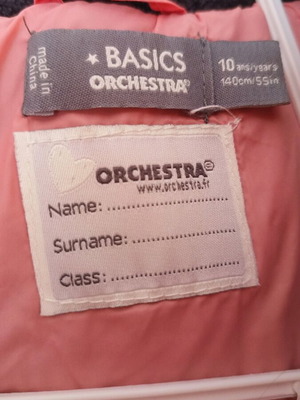 made in
China
★ BASICS
ORCHESTRA®
10 ans/years
140cm/55in
ORCHESTRA©
www.orchestra.fr
Name: ..............................
Surname: ........................
Class: ..............................